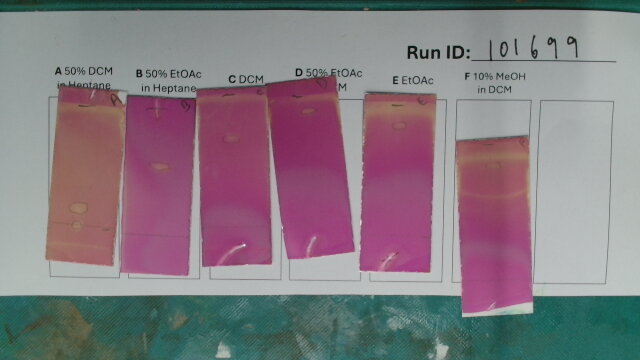 Run ID: 101699
A 50% DCM
in Heptane
B 50% EtOAc
in Heptane
C DCM
D 50% EtOAc
E EtOAc
F 10% MeOH
in DCM
A
B
E